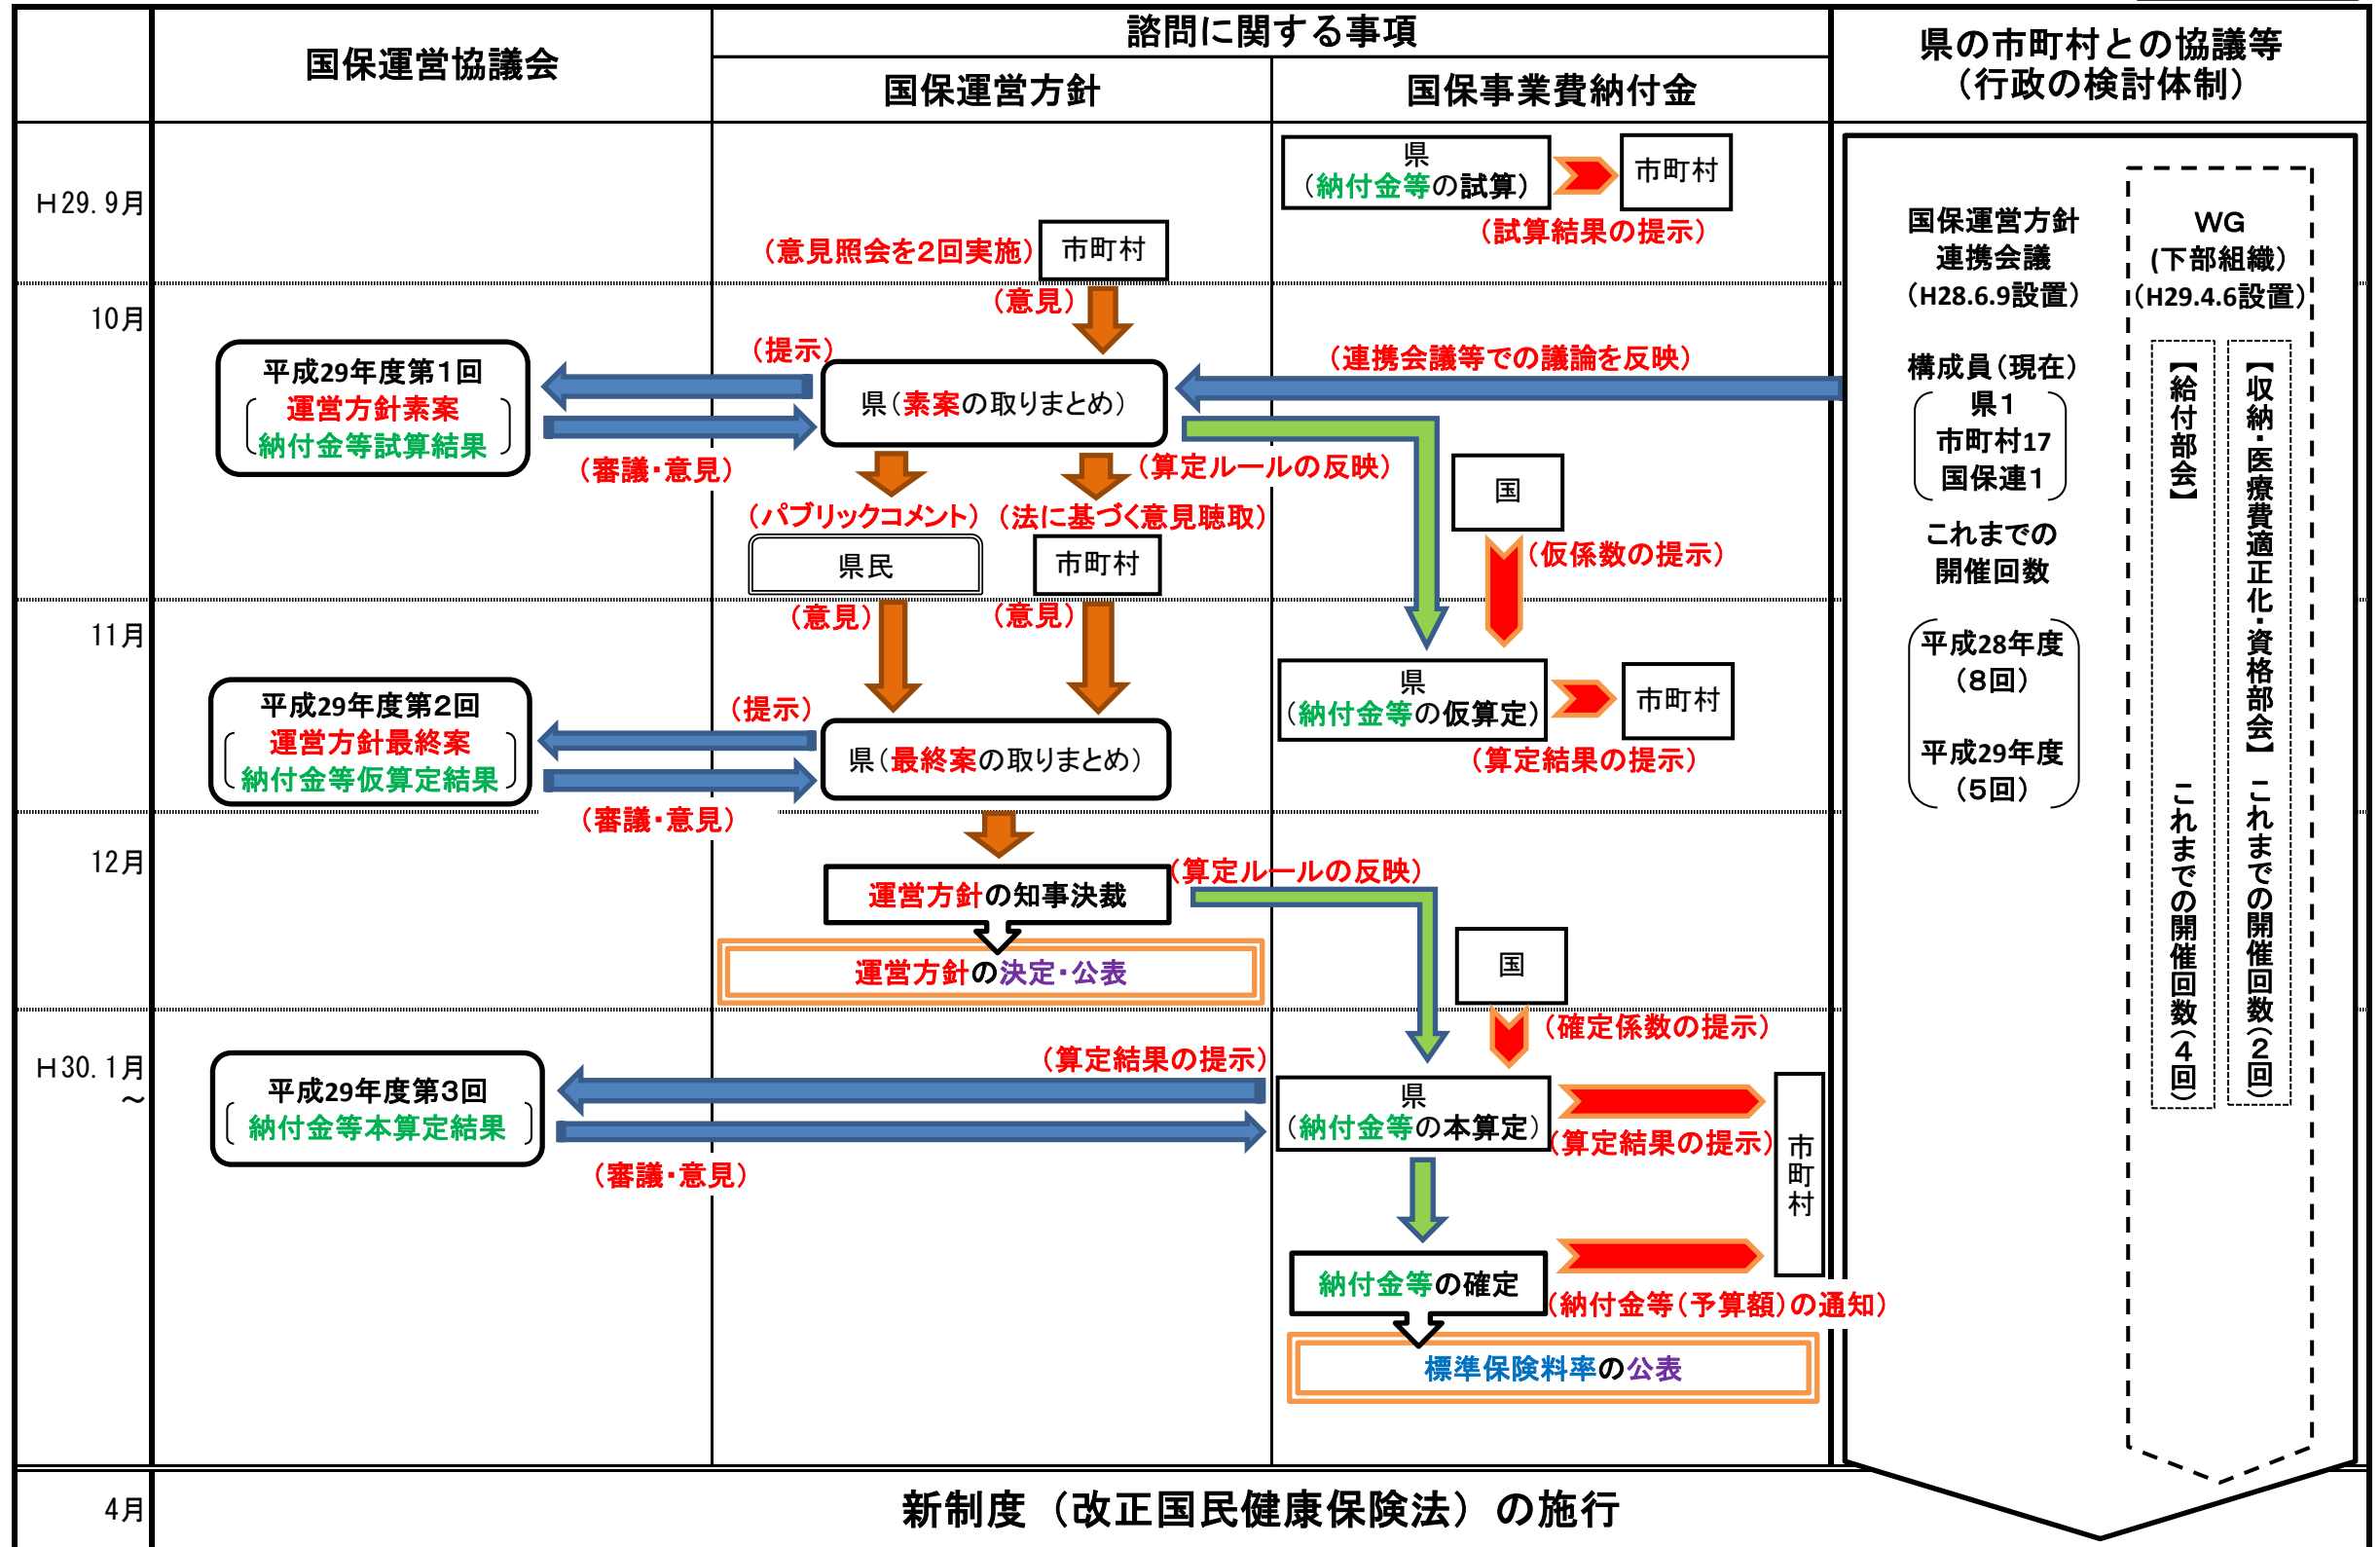 国保運営協議会
諮問に関する事項
国保運営方針
国保事業費納付金
県の市町村との協議等
（行政の検討体制）
Ｈ29. 9月
県
（納付金等の試算）
市町村
（試算結果の提示）
（意見照会を２回実施）
市町村
10月
（意見）
（提示）
平成29年度第１回
運営方針素案
納付金等試算結果
県（素案の取りまとめ）
（連携会議等での議論を反映）
（審議・意見）
（算定ルールの反映）
国
（パブリックコメント）
（法に基づく意見聴取）
（仮係数の提示）
県民
市町村
11月
（意見）
（意見）
県
（納付金等の仮算定）
市町村
（算定結果の提示）
平成29年度第２回
運営方針最終案
納付金等仮算定結果
（提示）
県（最終案の取りまとめ）
（審議・意見）
12月
運営方針の知事決裁
（算定ルールの反映）
運営方針の決定・公表
国
（確定係数の提示）
Ｈ30. 1月
～
平成29年度第３回
納付金等本算定結果
（算定結果の提示）
県
（納付金等の本算定）
（算定結果の提示）
市町村
（審議・意見）
納付金等の確定
（納付金等（予算額）の通知）
標準保険料率の公表
国保運営方針
連携会議
（H28.6.9設置）
構成員（現在）
県１
市町村17
国保連１
これまでの
開催回数
平成28年度
（８回）
平成29年度
（５回）
ＷＧ
(下部組織）
（H29.4.6設置）
【収納・医療費適正化・資格部会】 これまでの開催回数（２回）
【給付部会】 これまでの開催回数（４回）
4月
新制度（改正国民健康保険法）の施行